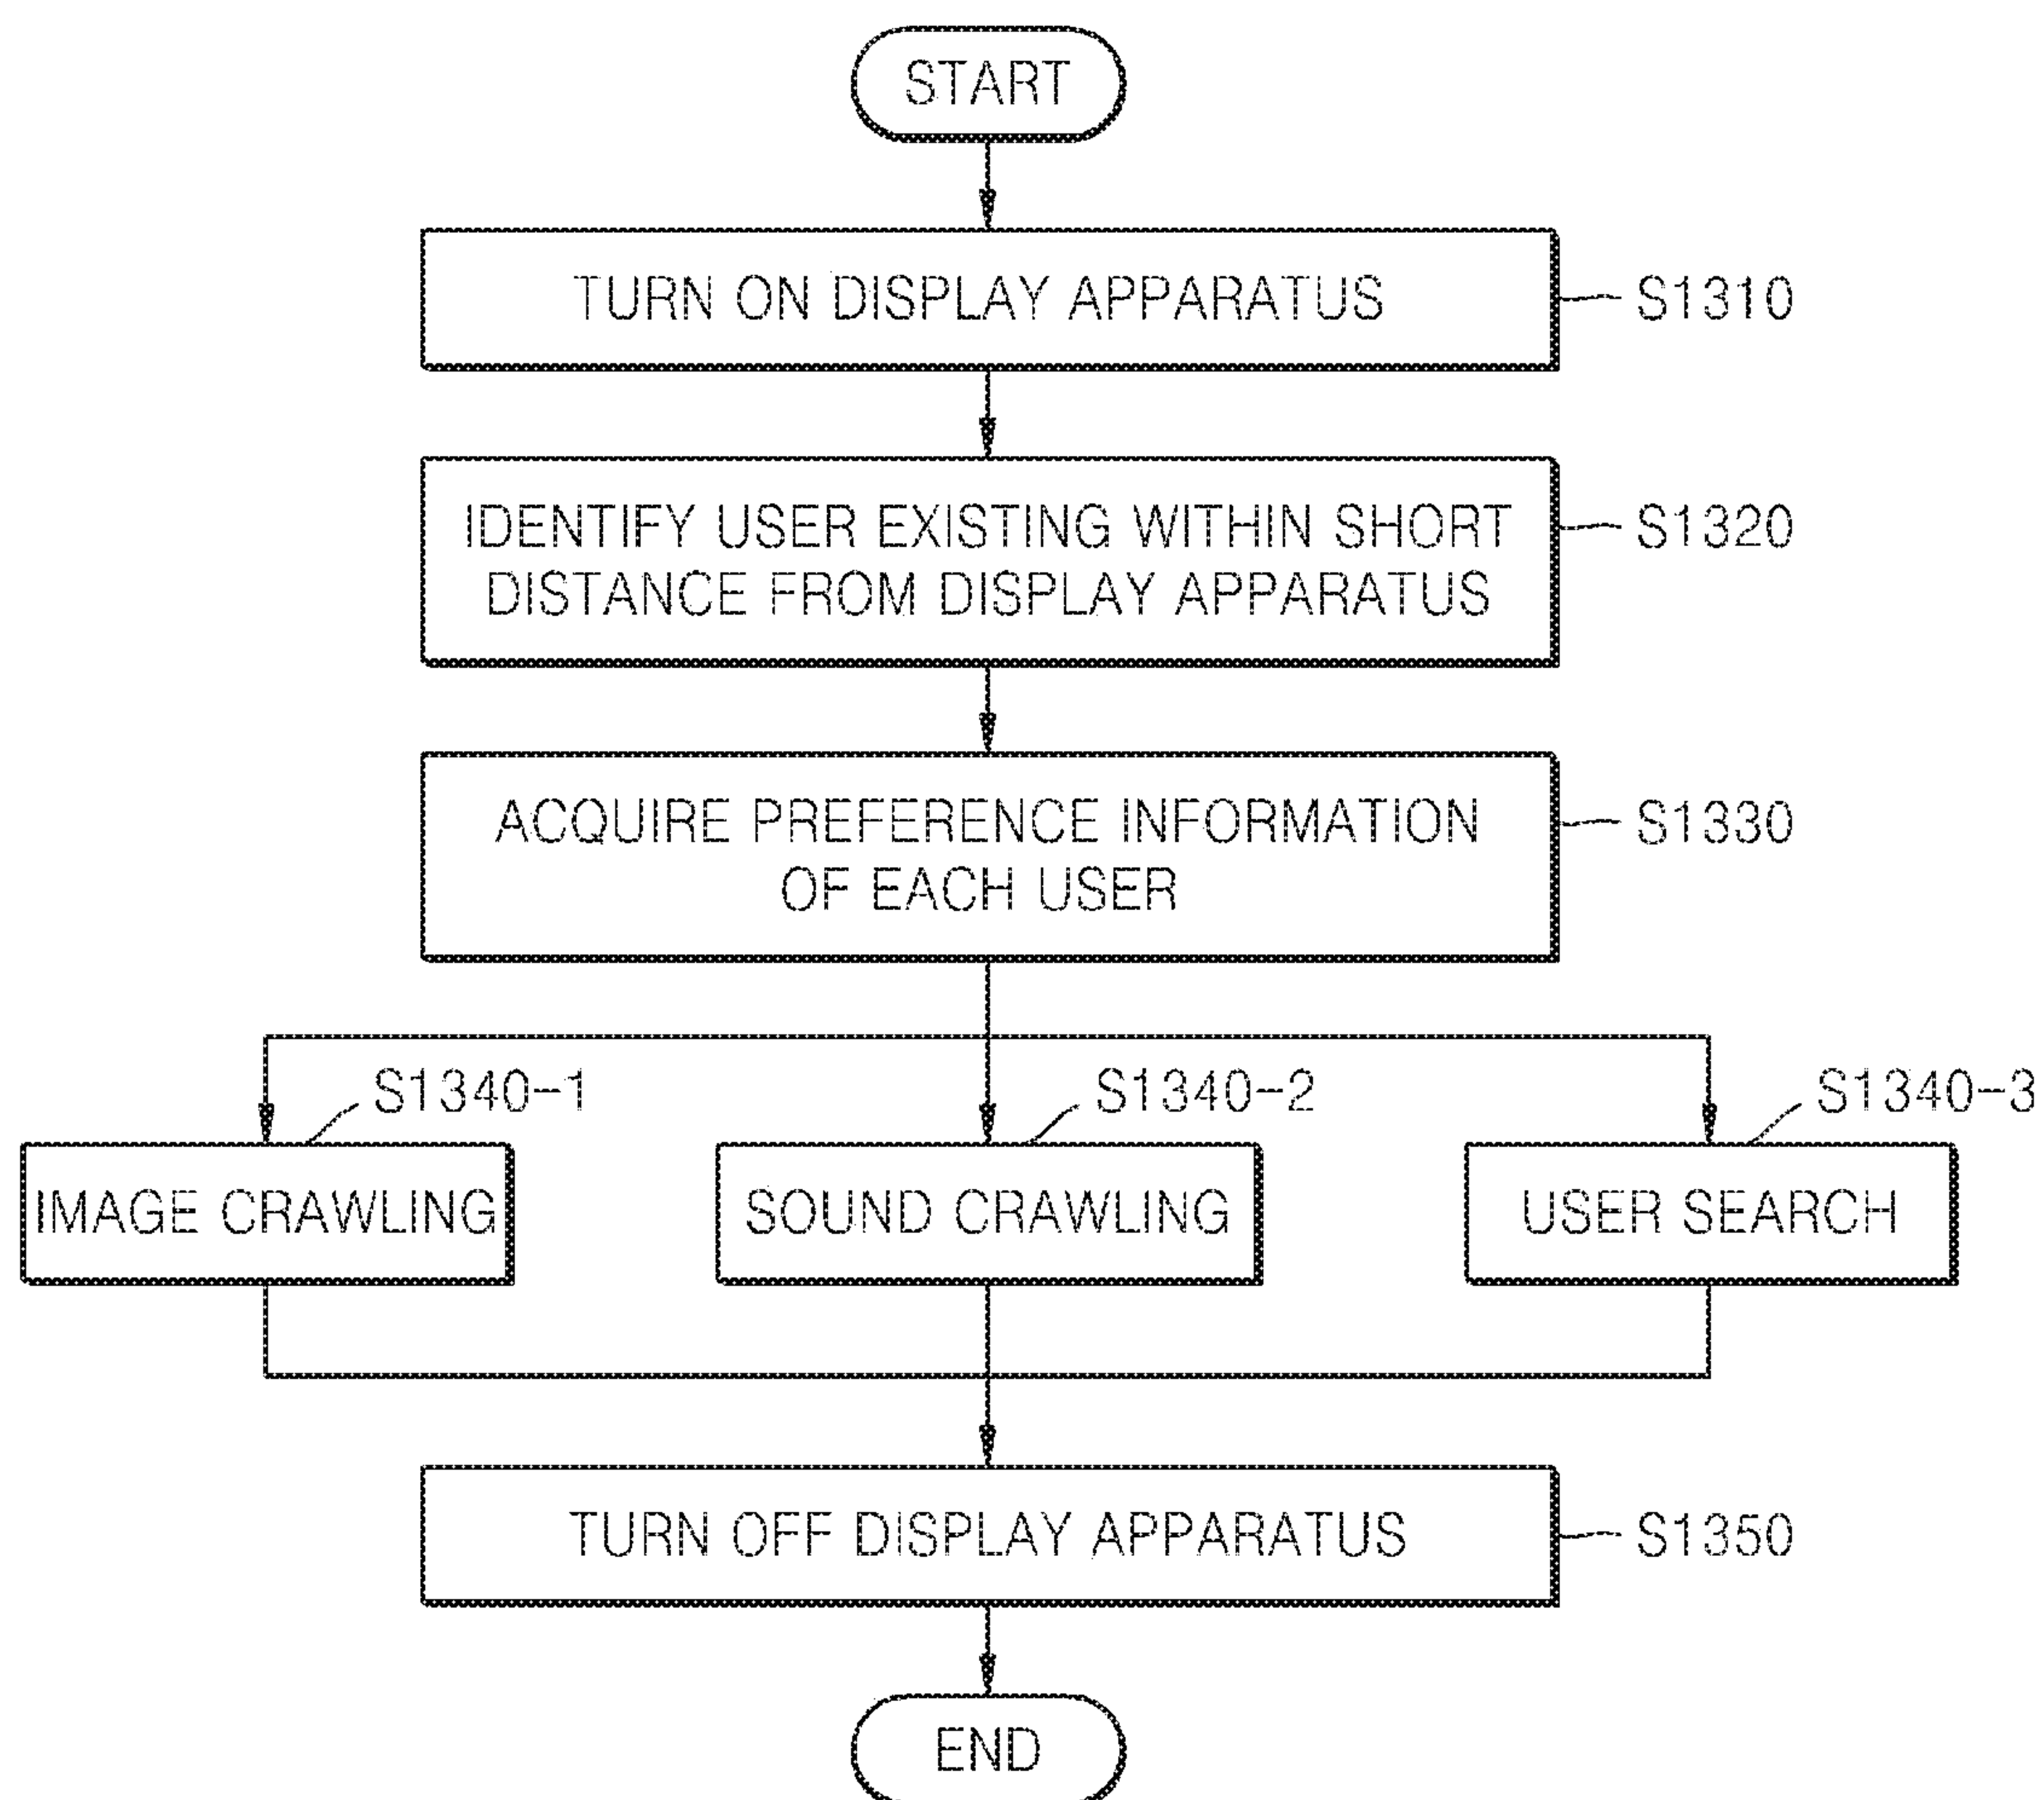 START
TURN ON DISPLAY APPARATUS
S1310
IDENTIFY USER EXISTING WITHIN SHORT
DISTANCE FROM DISPLAY APPARATUS
S1320
ACQUIRE PREFERENCE INFORMATION
OF EACH USER
S1330
S1340-1
IMAGE CRAWLING
S1340-2
SOUND CRAWLING
S1340-3
USER SEARCH
TURN OFF DISPLAY APPARATUS
S1350
END